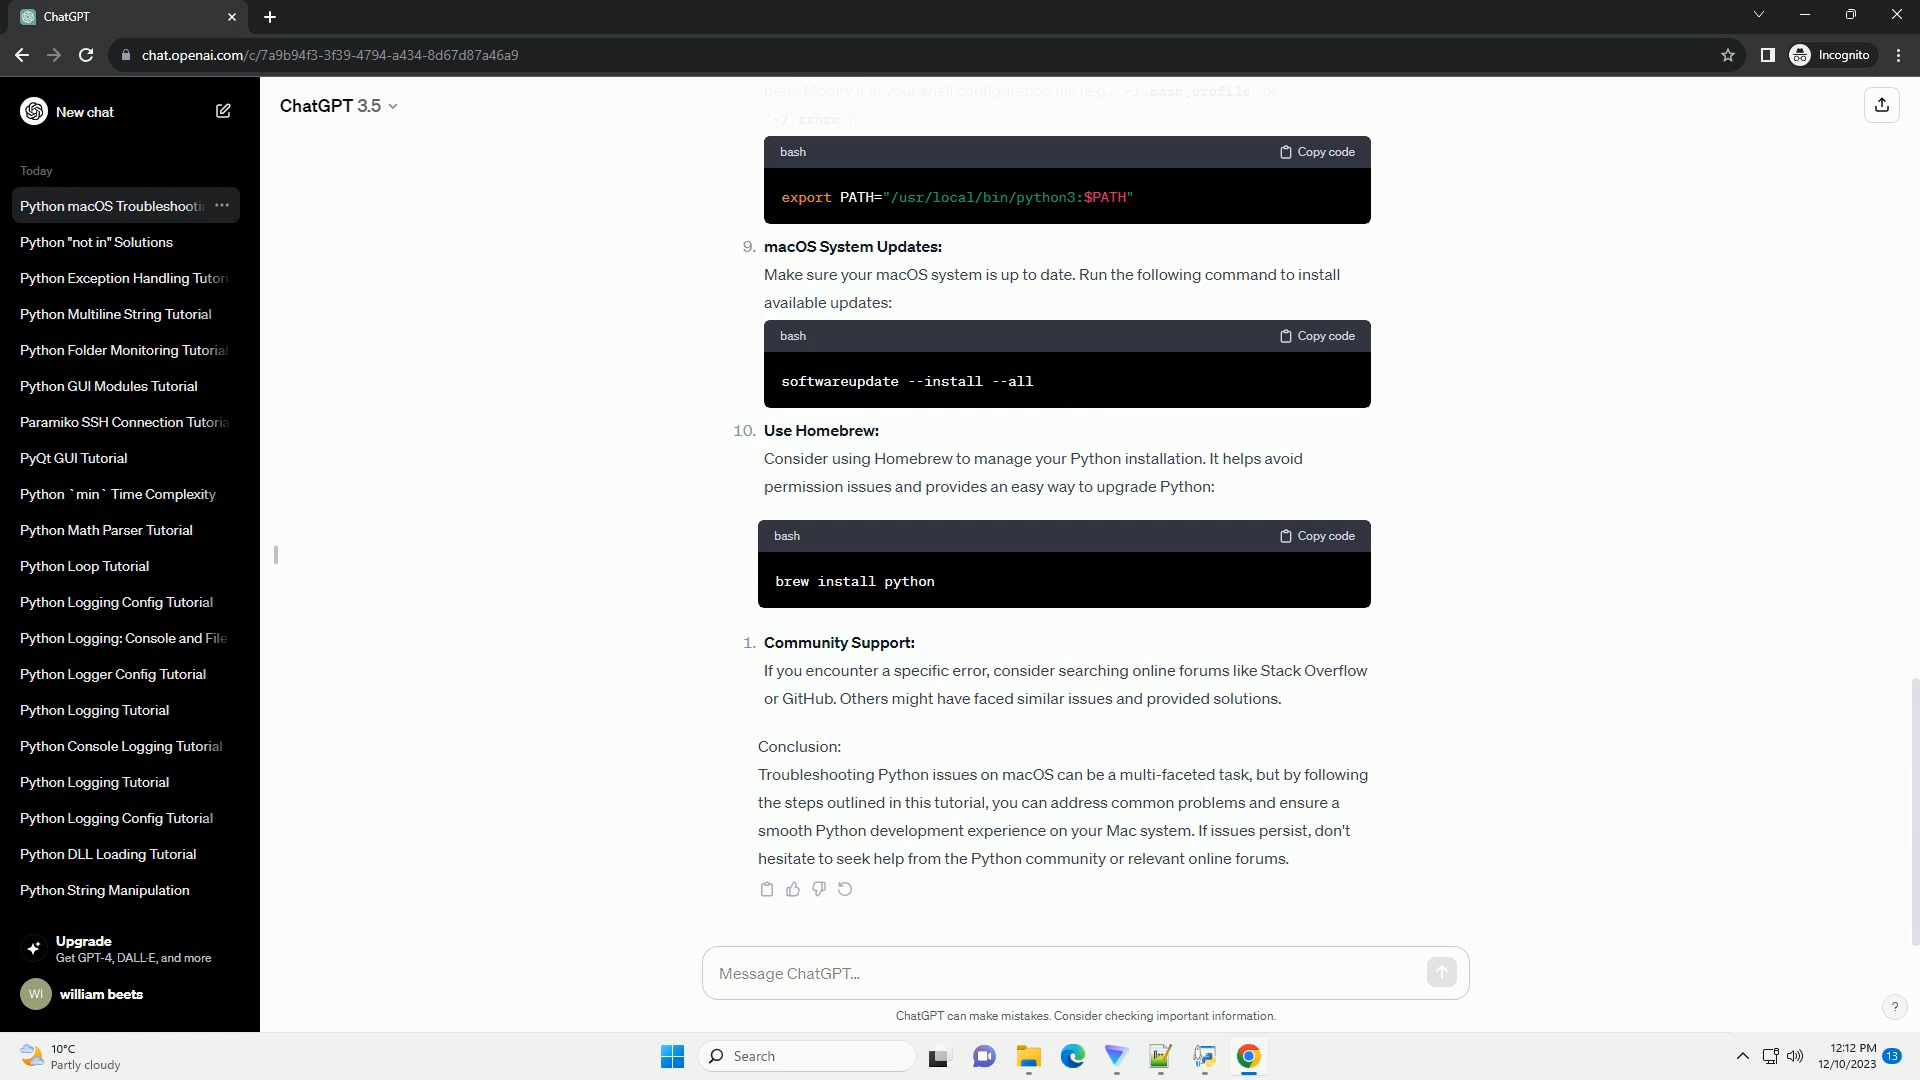 ChatGPT
chat.openai.com/c/7a9b94f3-3f39-4794-a434-8d67d87a46a9
Incognito
New chat
Today
Python macOS Troubleshooti
Python "not in" Solutions
Python Exception Handling Tutori
Python Multiline String Tutorial
Python Folder Monitoring Tutorial
Python GUI Modules Tutorial
Paramiko SSH Connection Tutoria
PyQt GUI Tutorial
Python `min` Time Complexity
Python Math Parser Tutorial
Python Loop Tutorial
Python Logging Config Tutorial
Python Logging: Console and File
Python Logger Config Tutorial
Python Logging Tutorial
Python Console Logging Tutorial
Python Logging Tutorial
Python Logging Config Tutorial
Python DLL Loading Tutorial
Python String Manipulation
Upgrade
Get GPT-4, DALL·E, and more
WI
william beets
ChatGPT 3.5
path. Modify it in your shell configuration file (e.g., ~/.bash_profile or
~/.zshrc
bash
Copy code
export PATH="/usr/local/bin/python3:$PATH"
9. macOS System Updates:
Make sure your macOS system is up to date. Run the following command to install
available updates:
bash
Copy code
softwareupdate --install --all
10. Use Homebrew:
Consider using Homebrew to manage your Python installation. It helps avoid
permission issues and provides an easy way to upgrade Python:
bash
Copy code
brew install python
1. Community Support:
If you encounter a specific error, consider searching online forums like Stack Overflow
or GitHub. Others might have faced similar issues and provided solutions.
Conclusion:
Troubleshooting Python issues on macOS can be a multi-faceted task, but by following
the steps outlined in this tutorial, you can address common problems and ensure a
smooth Python development experience on your Mac system. If issues persist, don't
hesitate to seek help from the Python community or relevant online forums.
Message ChatGPT...
ChatGPT can make mistakes. Consider checking important information.
?
10°C
Partly cloudy
Search
12:12 PM
12/10/2023
13